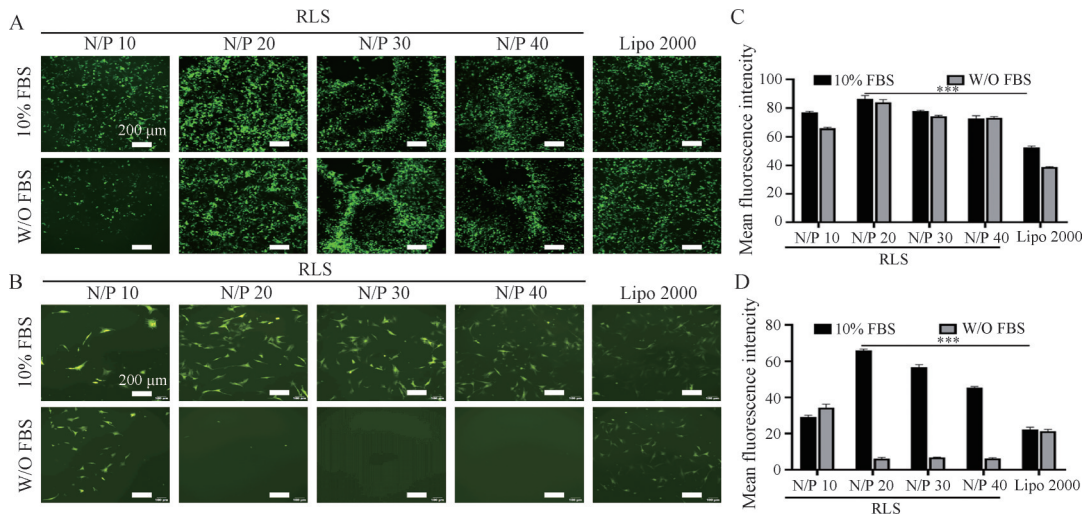 A
RLS
N/P 10
N/P 20
N/P 30
N/P 40
Lipo 2000
10% FBS
200 μm
W/O FBS
B
RLS
N/P 10
N/P 20
N/P 30
N/P 40
Lipo 2000
10% FBS
200 μm
W/O FBS
C
10% FBS
W/O FBS
***
Mean fluorescence intencity
100
80
60
40
20
0
N/P 10
N/P 20
N/P 30
N/P 40
Lipo 2000
RLS
D
10% FBS
W/O FBS
***
Mean fluorescence intencity
80
60
40
20
0
N/P 10
N/P 20
N/P 30
N/P 40
Lipo 2000
RLS